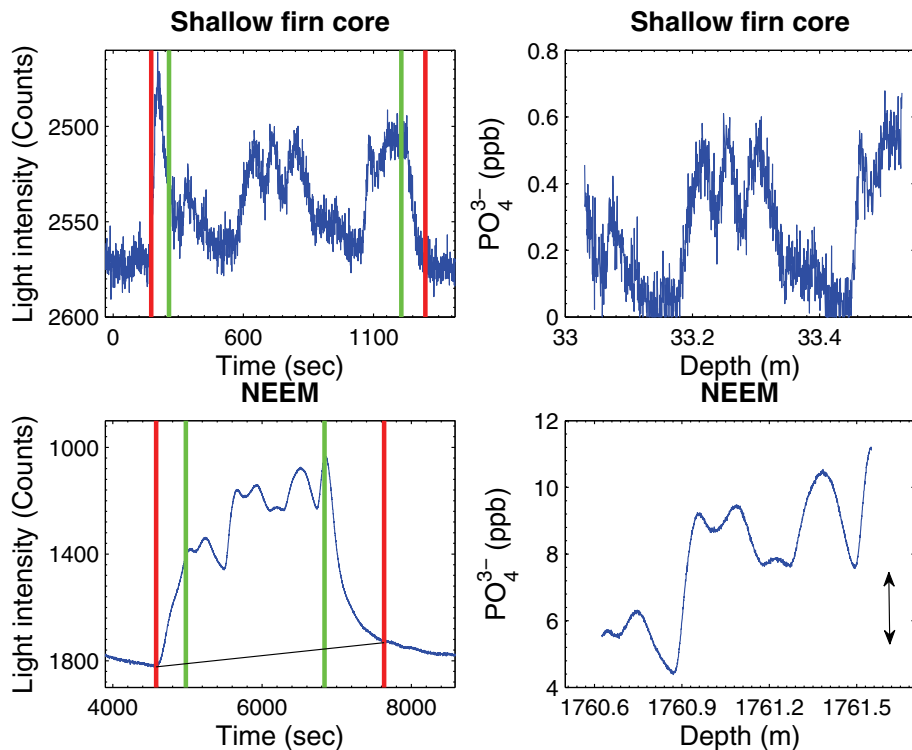 Shallow firn core
Light intensity (Counts)
2500
2550
2600
0
600
1100
Time (sec)
Shallow firn core
PO₄³⁻ (ppb)
0.8
0.6
0.4
0.2
0
33
33.2
33.4
Depth (m)
NEEM
Light intensity (Counts)
1000
1400
1800
4000
6000
8000
Time (sec)
NEEM
PO₄³⁻ (ppb)
12
10
8
6
4
1760.6
1760.9
1761.2
1761.5
Depth (m)